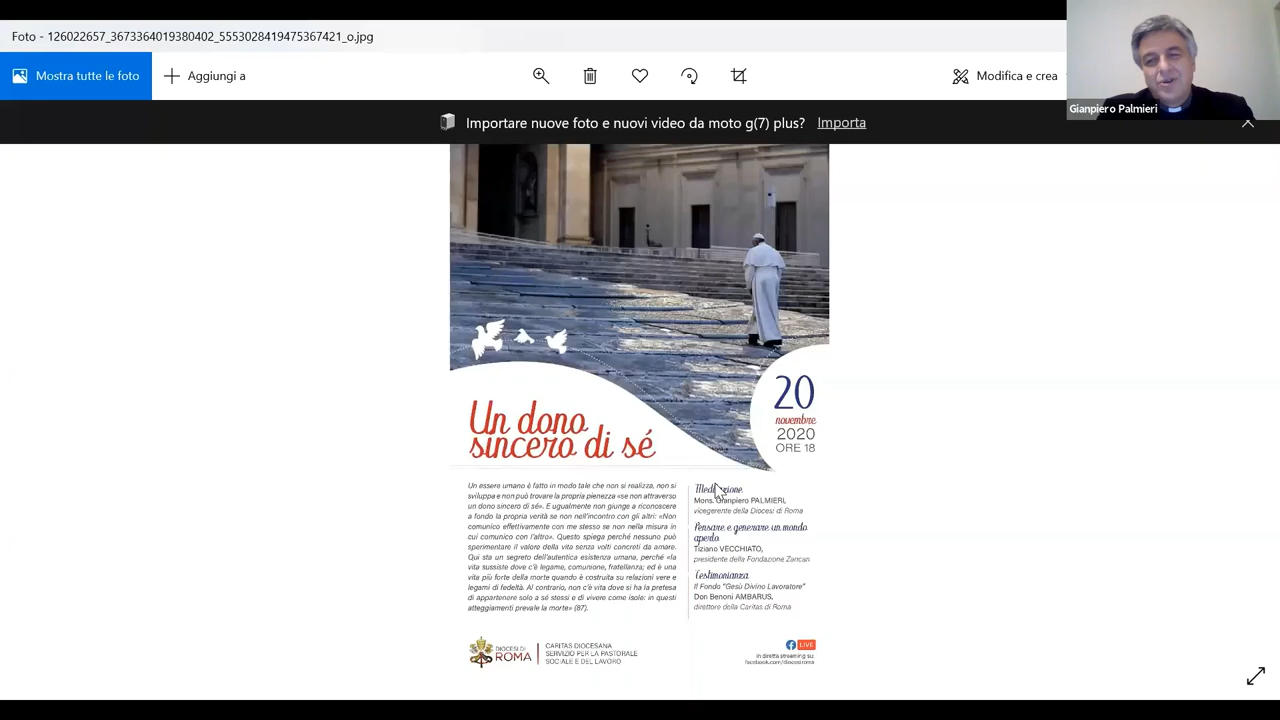 Foto - 126022657_3673364019380402_5553028419475367421_o.jpg
Mostra tutte le foto
Aggiungi a
Modifica e crea
Gianpiero Palmieri
Importare nuove foto e nuovi video da moto g(7) plus? Importa
20
novembre
2020
ORE 18
Un dono
sincero di sé
Un essere umano è fatto in modo tale che non si realizza, non si
sviluppa e non può trovare la propria pienezza «se non attraverso
un dono sincero di sé». E ugualmente non giunge a riconoscere
a fondo la propria verità se non nell'incontro con gli altri: «Non
comunico effettivamente con me stesso se non nella misura in
cui comunico con l'altro». Questo spiega perché nessuno può
sperimentare il valore della vita senza volti concreti da amare.
Qui sta un segreto dell'autentica esistenza umana, perché «la
vita sussiste dove c'è legame, comunione, fratellanza; ed è una
vita più forte della morte quando è costruita su relazioni vere e
legami di fedeltà. Al contrario, non c'è vita dove si ha la pretesa
di appartenere solo a sé stessi e di vivere come isole: in questi
atteggiamenti prevale la morte» (87).
Meditazione
Mons. Gianpiero PALMIERI,
vicegerente della Diocesi di Roma
Pensare e generare un mondo
aperto
Tiziano VECCHIATO,
presidente della Fondazione Zancan
Testimonianza
Il Fondo "Gesù Divino Lavoratore"
Don Benoni AMBARUS,
direttore della Caritas di Roma
DIOCESI DI
ROMA
CARITAS DIOCESANA
SERVIZIO PER LA PASTORALE
SOCIALE E DEL LAVORO
LIVE
in diretta streaming su:
facebook.com/diocesiroma